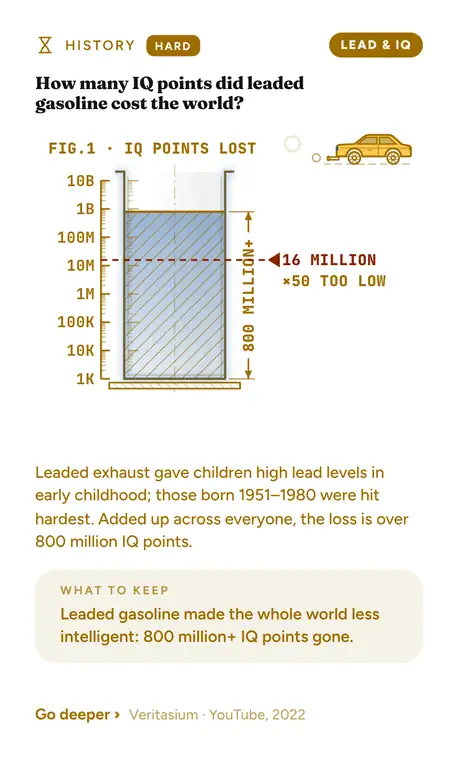 HISTORY HARD LEAD & IQ
How many IQ points did leaded
gasoline cost the world?
FIG.1 · IQ POINTS LOST
10B
1B
100M
10M
1M
100K
10K
1K
800 MILLION+
16 MILLION
×50 TOO LOW
Leaded exhaust gave children high lead levels in
early childhood; those born 1951–1980 were hit
hardest. Added up across everyone, the loss is over
800 million IQ points.
WHAT TO KEEP
Leaded gasoline made the whole world less
intelligent: 800 million+ IQ points gone.
Go deeper › Veritasium · YouTube, 2022